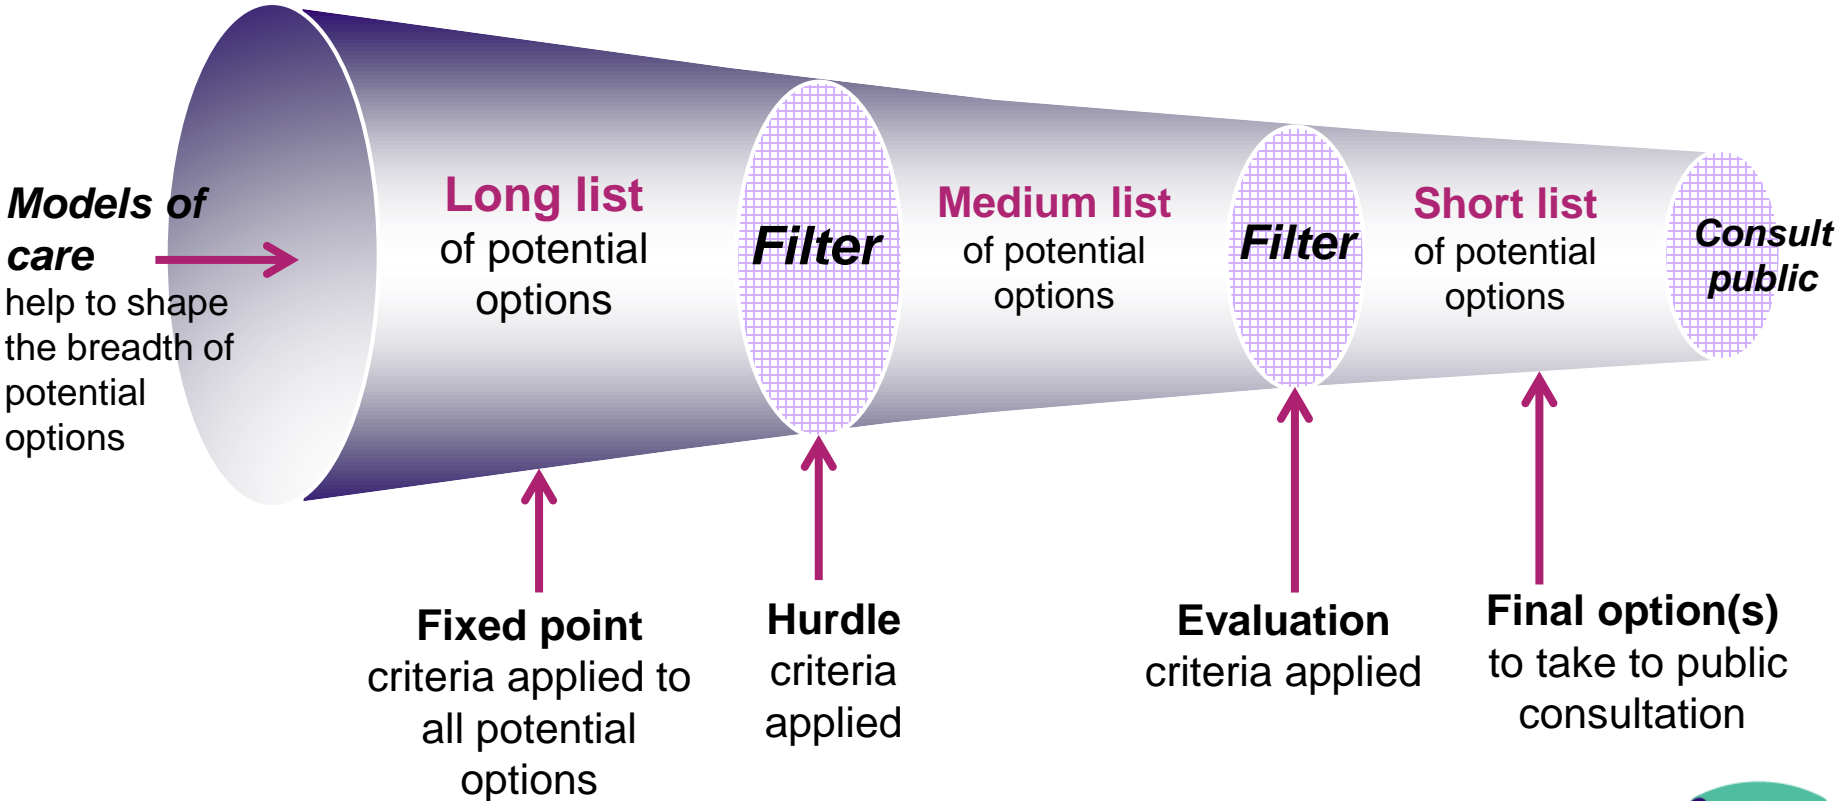 Models of
care
help to shape
the breadth of
potential
options
Long list
of potential
options
Filter
Medium list
of potential
options
Filter
Short list
of potential
options
Consult
public
Fixed point
criteria applied to
all potential
options
Hurdle
criteria
applied
Evaluation
criteria applied
Final option(s)
to take to public
consultation